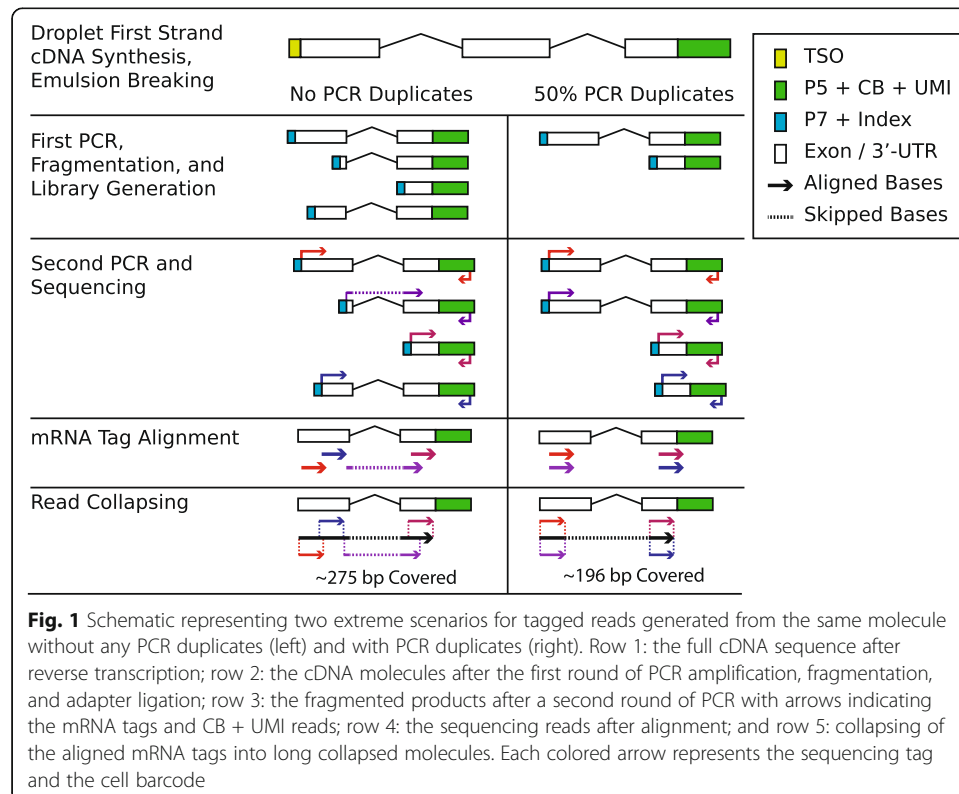 Droplet First Strand
cDNA Synthesis,
Emulsion Breaking
No PCR Duplicates
50% PCR Duplicates
TSO
P5 + CB + UMI
P7 + Index
Exon / 3’-UTR
Aligned Bases
Skipped Bases
First PCR,
Fragmentation, and
Library Generation
Second PCR and
Sequencing
mRNA Tag Alignment
Read Collapsing
~275 bp Covered
~196 bp Covered
Fig. 1 Schematic representing two extreme scenarios for tagged reads generated from the same molecule
without any PCR duplicates (left) and with PCR duplicates (right). Row 1: the full cDNA sequence after
reverse transcription; row 2: the cDNA molecules after the first round of PCR amplification, fragmentation,
and adapter ligation; row 3: the fragmented products after a second round of PCR with arrows indicating
the mRNA tags and CB + UMI reads; row 4: the sequencing reads after alignment; and row 5: collapsing of
the aligned mRNA tags into long collapsed molecules. Each colored arrow represents the sequencing tag
and the cell barcode